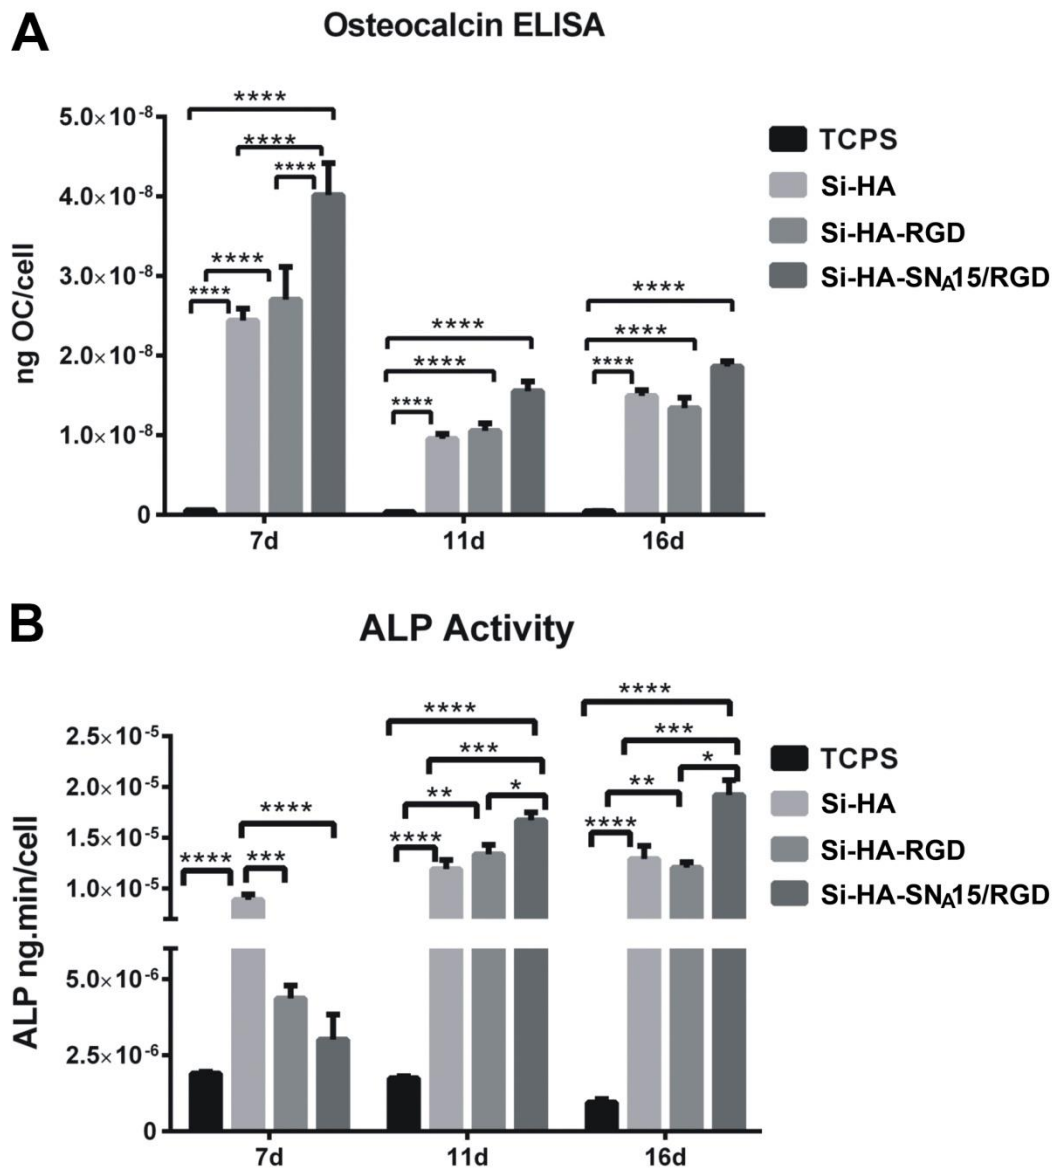 A
Osteocalcin ELISA
**** 
5.0×10⁻⁸
****
****
4.0×10⁻⁸
ng OC/cell
3.0×10⁻⁸
****
****
2.0×10⁻⁸
****
****
****
****
****
****
1.0×10⁻⁸
0
7d 11d 16d
TCPS
Si-HA
Si-HA-RGD
Si-HA-SN_A15/RGD
B
ALP Activity
ALP ng.min/cell
2.5×10⁻⁵
2.0×10⁻⁵
1.5×10⁻⁵
1.0×10⁻⁵
5.0×10⁻⁶
2.5×10⁻⁶
0
****
**** ***
****
***
** *
****
****
***
** *
****
7d 11d 16d
TCPS
Si-HA
Si-HA-RGD
Si-HA-SN_A15/RGD